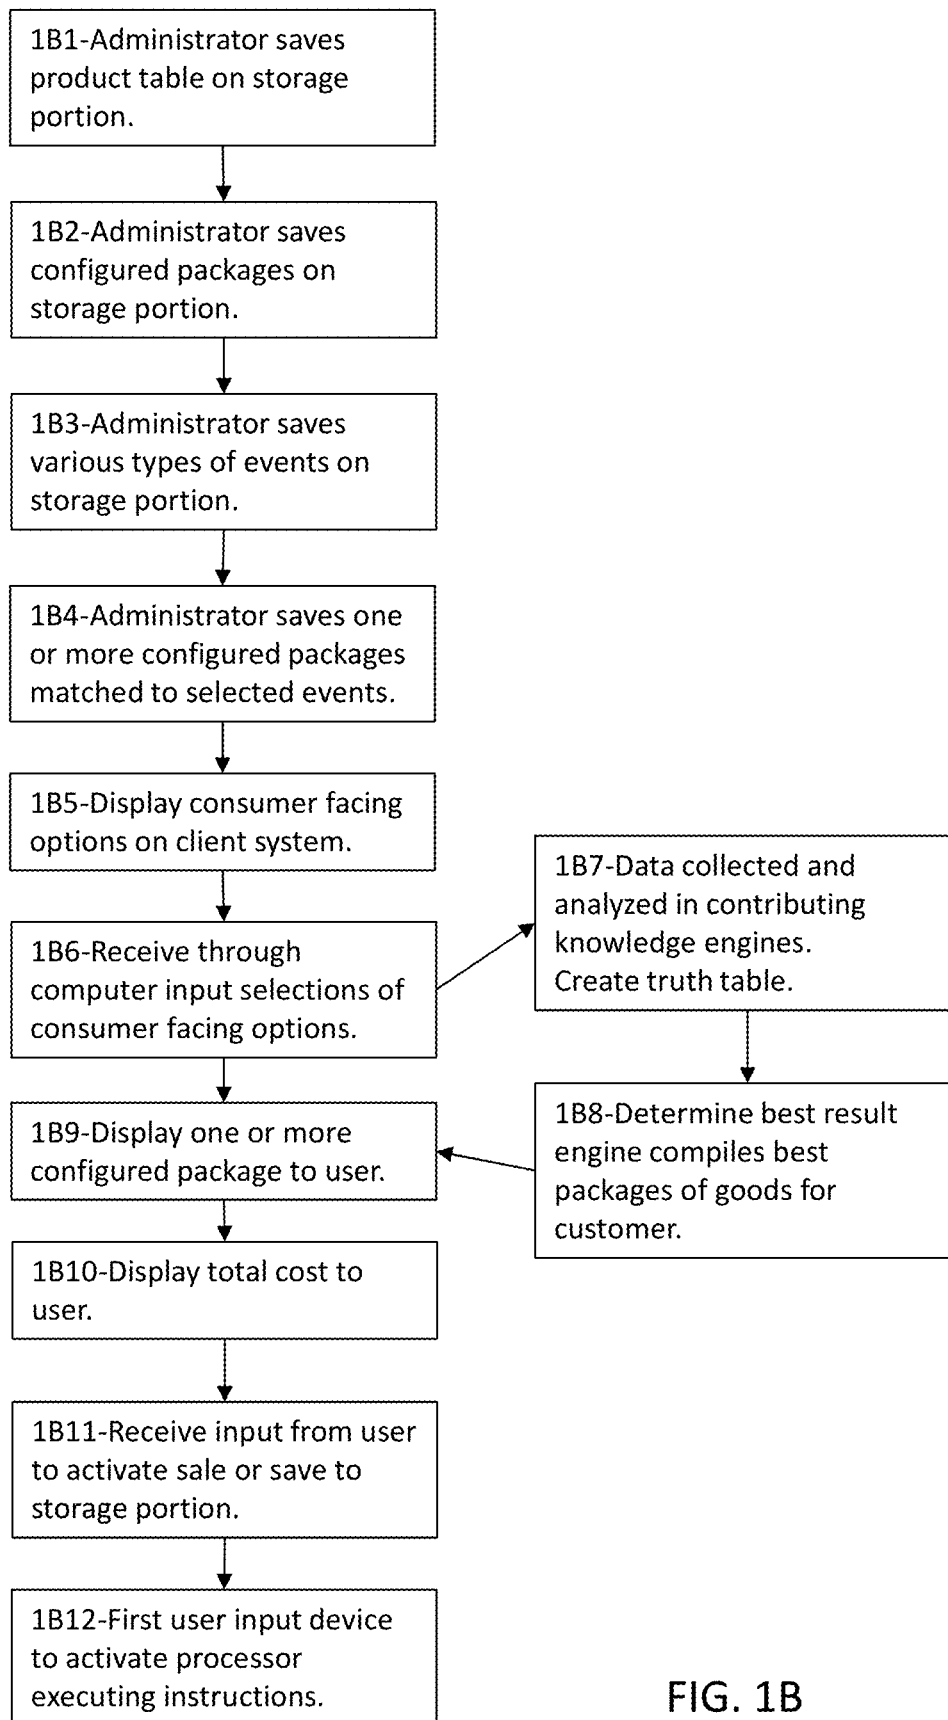 1B1-Administrator saves
product table on storage
portion.
1B2-Administrator saves
configured packages on
storage portion.
1B3-Administrator saves
various types of events on
storage portion.
1B4-Administrator saves one
or more configured packages
matched to selected events.
1B5-Display consumer facing
options on client system.
1B6-Receive through
computer input selections of
consumer facing options.
1B7-Data collected and
analyzed in contributing
knowledge engines.
Create truth table.
1B8-Determine best result
engine compiles best
packages of goods for
customer.
1B9-Display one or more
configured package to user.
1B10-Display total cost to
user.
1B11-Receive input from user
to activate sale or save to
storage portion.
1B12-First user input device
to activate processor
executing instructions.
FIG. 1B